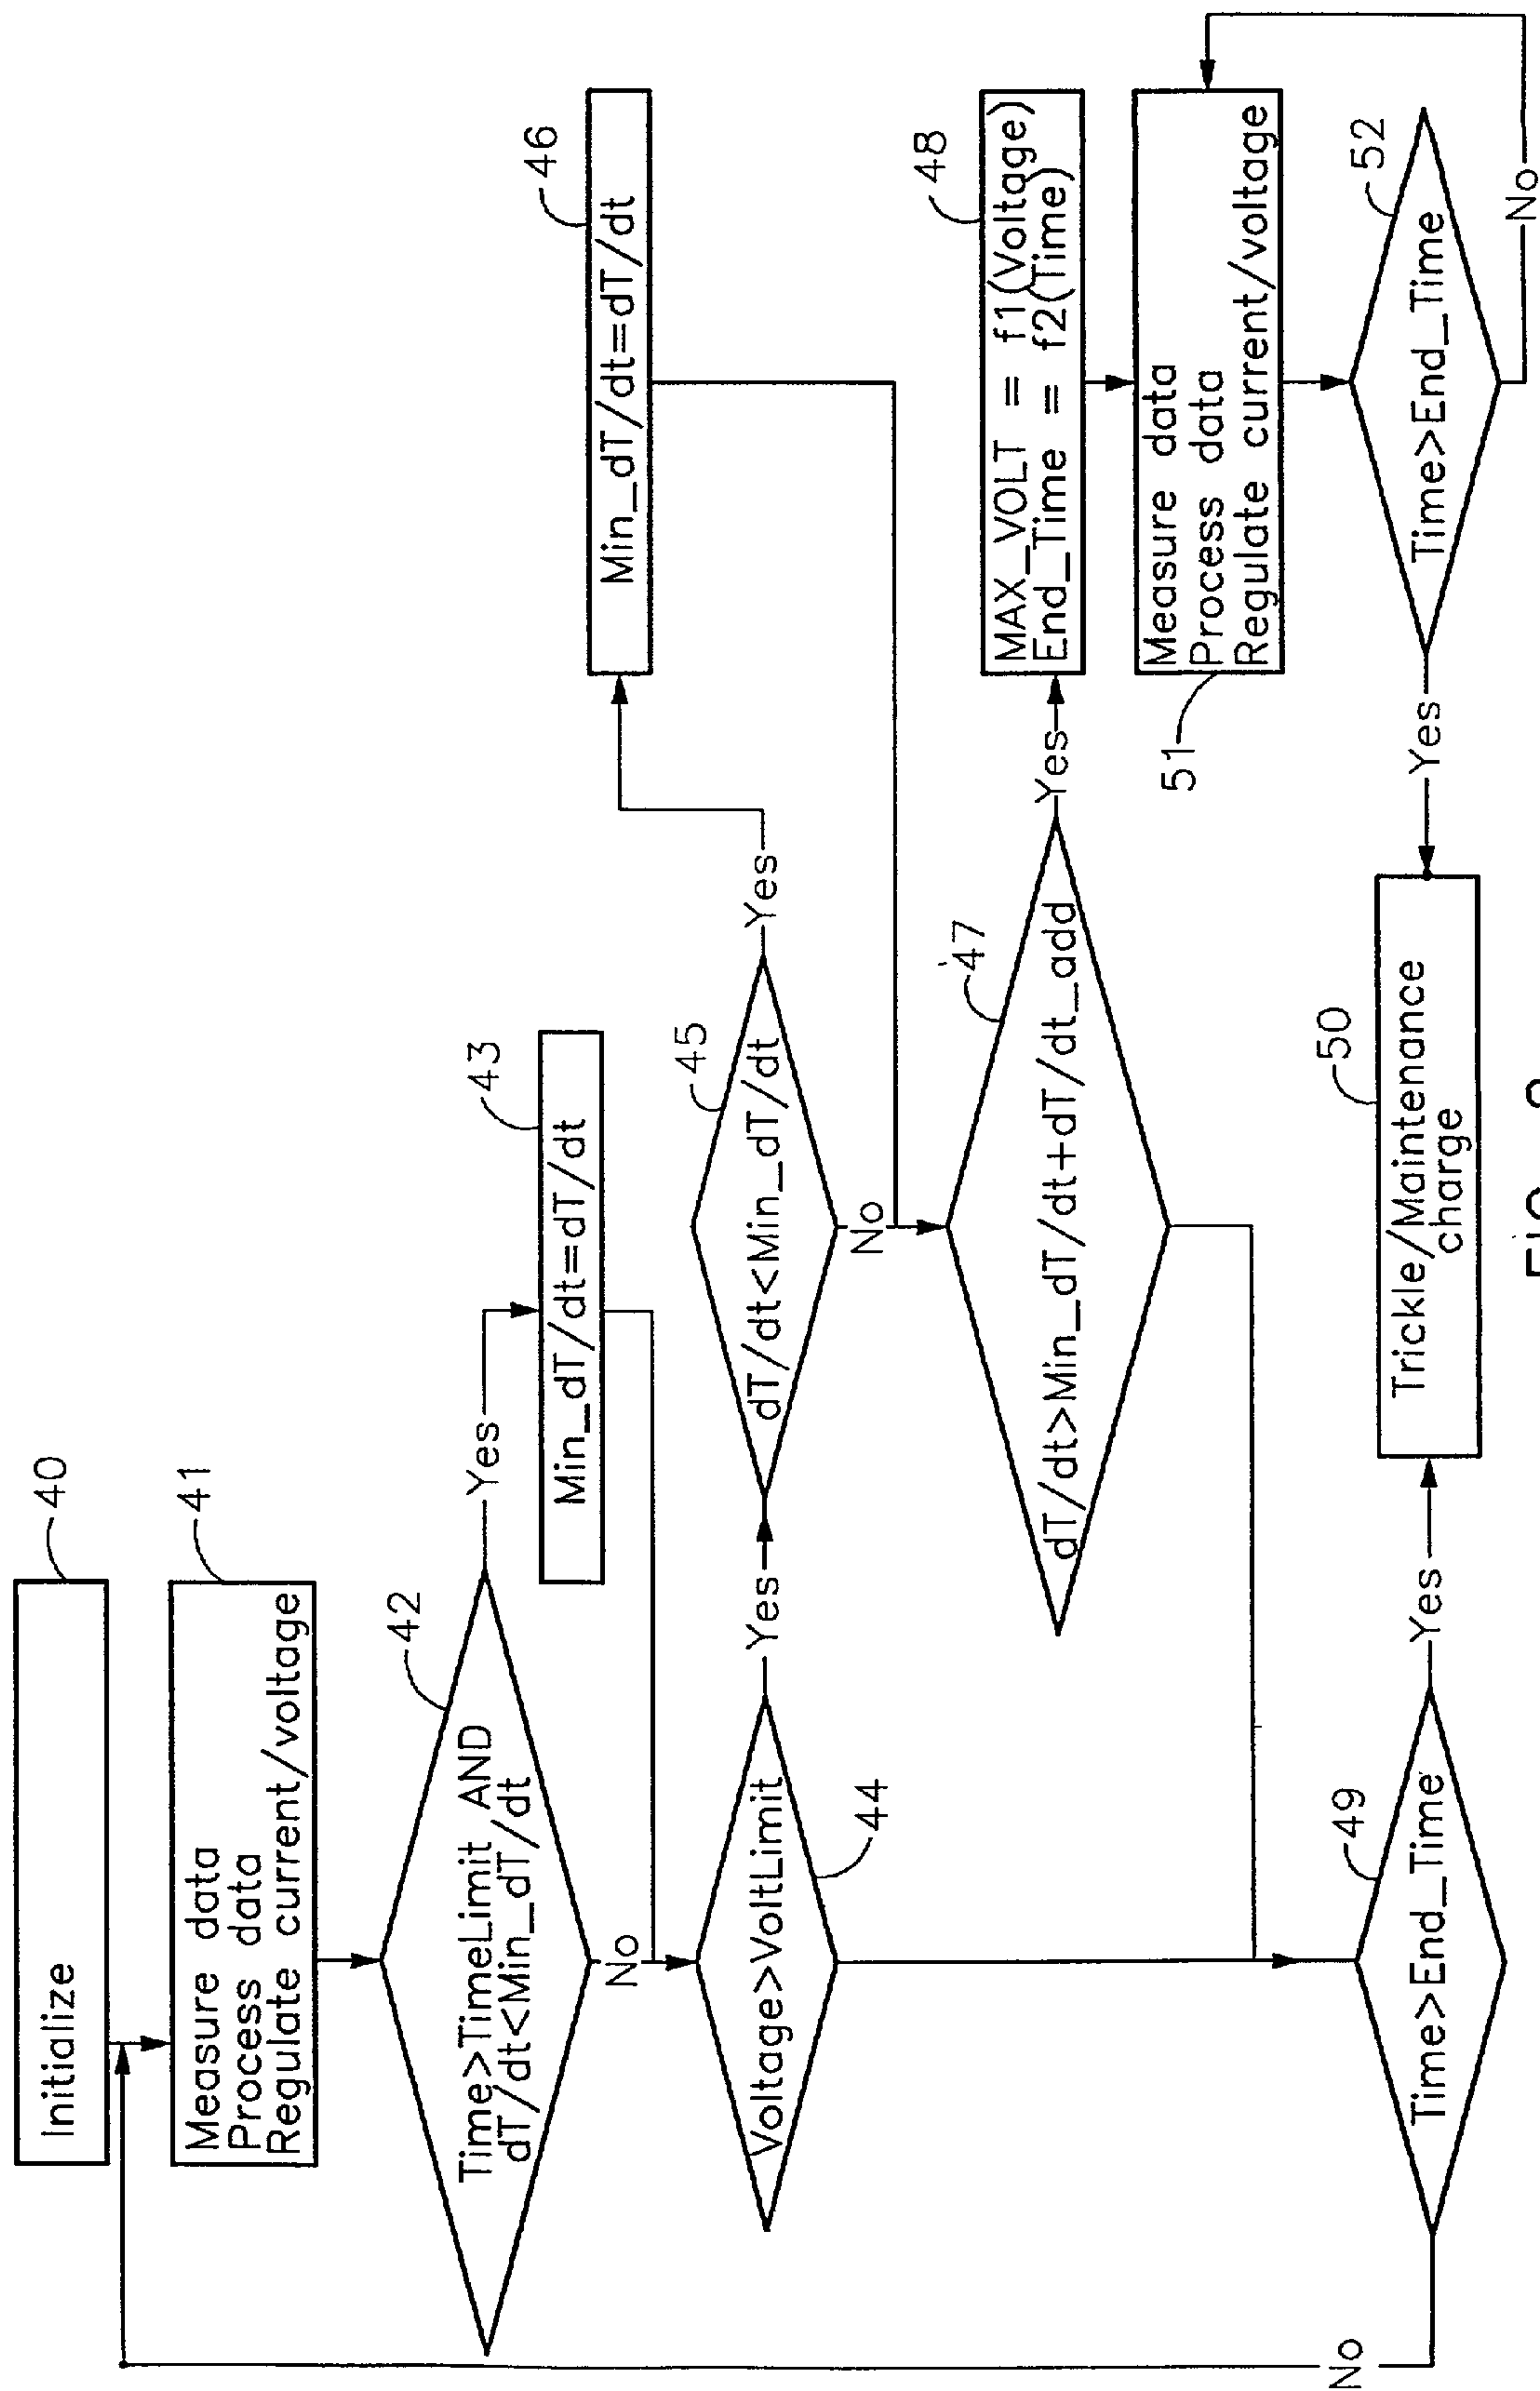 40
Initialize
41
Measure data
Process data
Regulate current/voltage
42
Time>TimeLimit AND
dT/dt<Min_dT/dt
Yes
No
43
Min_dT/dt=dT/dt
44
Voltage>VoltLimit
Yes
45
dT/dt<Min_dT/dt
Yes
No
46
Min_dT/dt=dT/dt
47
dT/dt>Min_dT/dt+dT/dt_add
Yes
48
MAX_VOLT = f1(Voltage)
End_Time = f2(Time)
51
Measure data
Process data
Regulate current/voltage
52
Time>End_Time
Yes
No
49
Time>End_Time
Yes
No
50
Trickle/Maintenance
charge